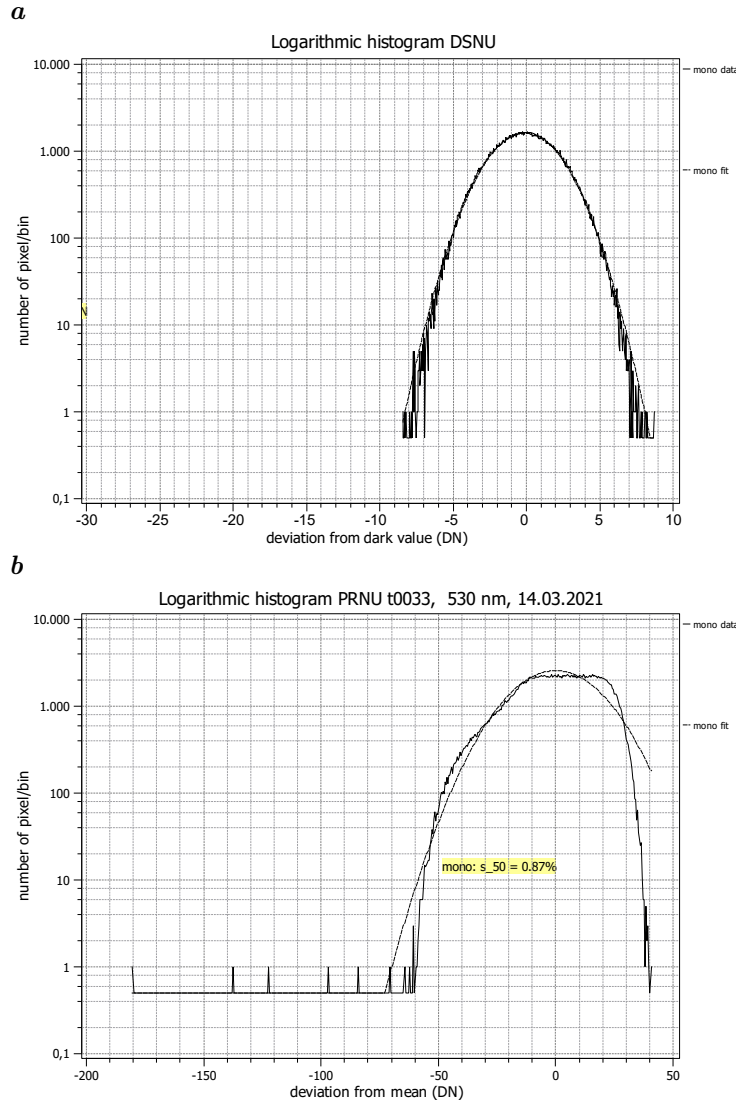 a
Logarithmic histogram DSNU
10.000
1.000
100
10
1
0,1
number of pixel/bin
-30 -25 -20 -15 -10 -5 0 5 10
deviation from dark value (DN)
mono data
mono fit
N
b
Logarithmic histogram PRNU t0033, 530 nm, 14.03.2021
10.000
1.000
100
10
1
0,1
number of pixel/bin
-200 -150 -100 -50 0 50
deviation from mean (DN)
mono data
mono fit
mono: s_50 = 0.87%